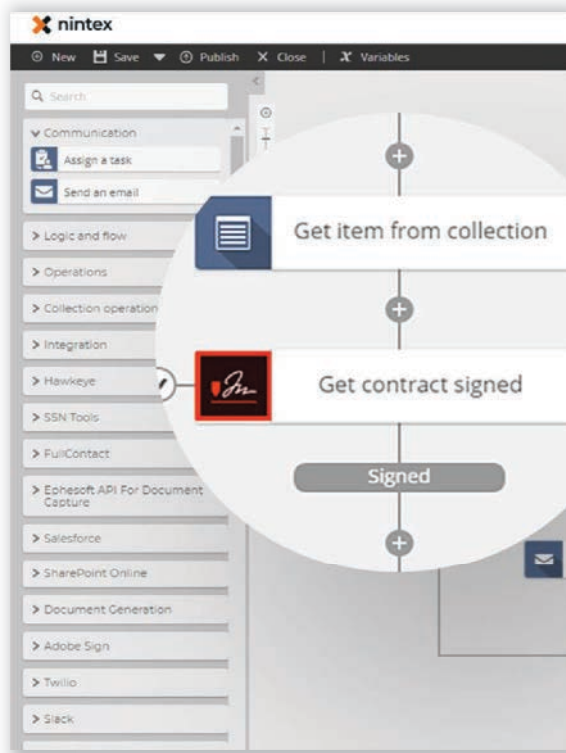 nintex
New Save Publish Close | Variables
Search
Communication
Assign a task
Send an email
Logic and flow
Operations
Collection operation
Integration
Hawkeye
SSN Tools
FullContact
Ephesoft API For Document
Capture
Salesforce
SharePoint Online
Document Generation
Adobe Sign
Twilio
Slack
Get item from collection
Get contract signed
Signed